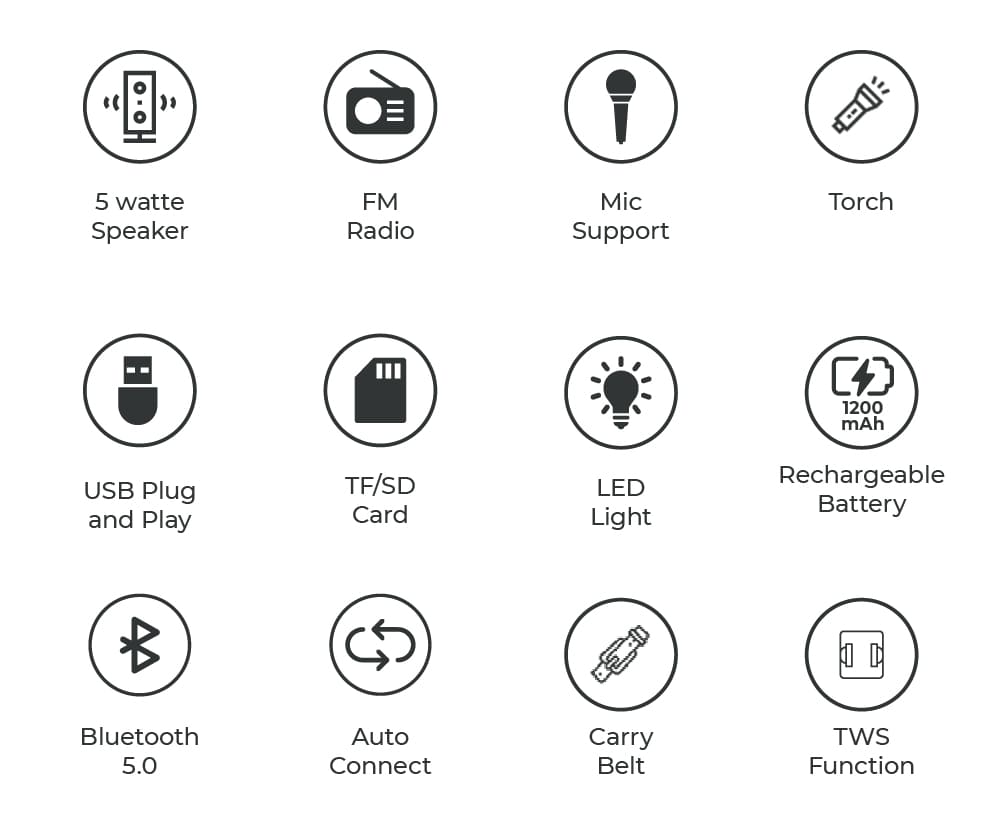 5 watte
Speaker
FM
Radio
Mic
Support
Torch
USB Plug
and Play
TF/SD
Card
LED
Light
1200
mAh
Rechargeable
Battery
Bluetooth
5.0
Auto
Connect
Carry
Belt
TWS
Function